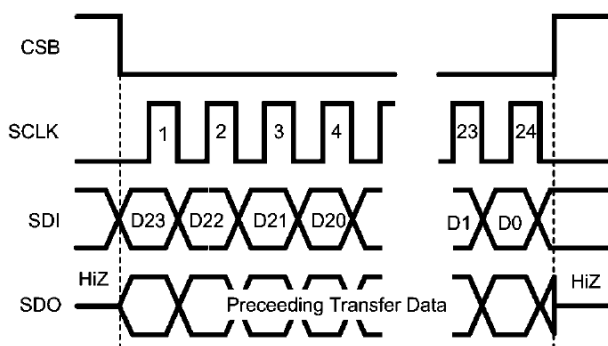 CSB
SCLK 1 2 3 4 23 24
SDI D23 D22 D21 D20 D1 D0
HiZ HiZ
SDO Preceeding Transfer Data